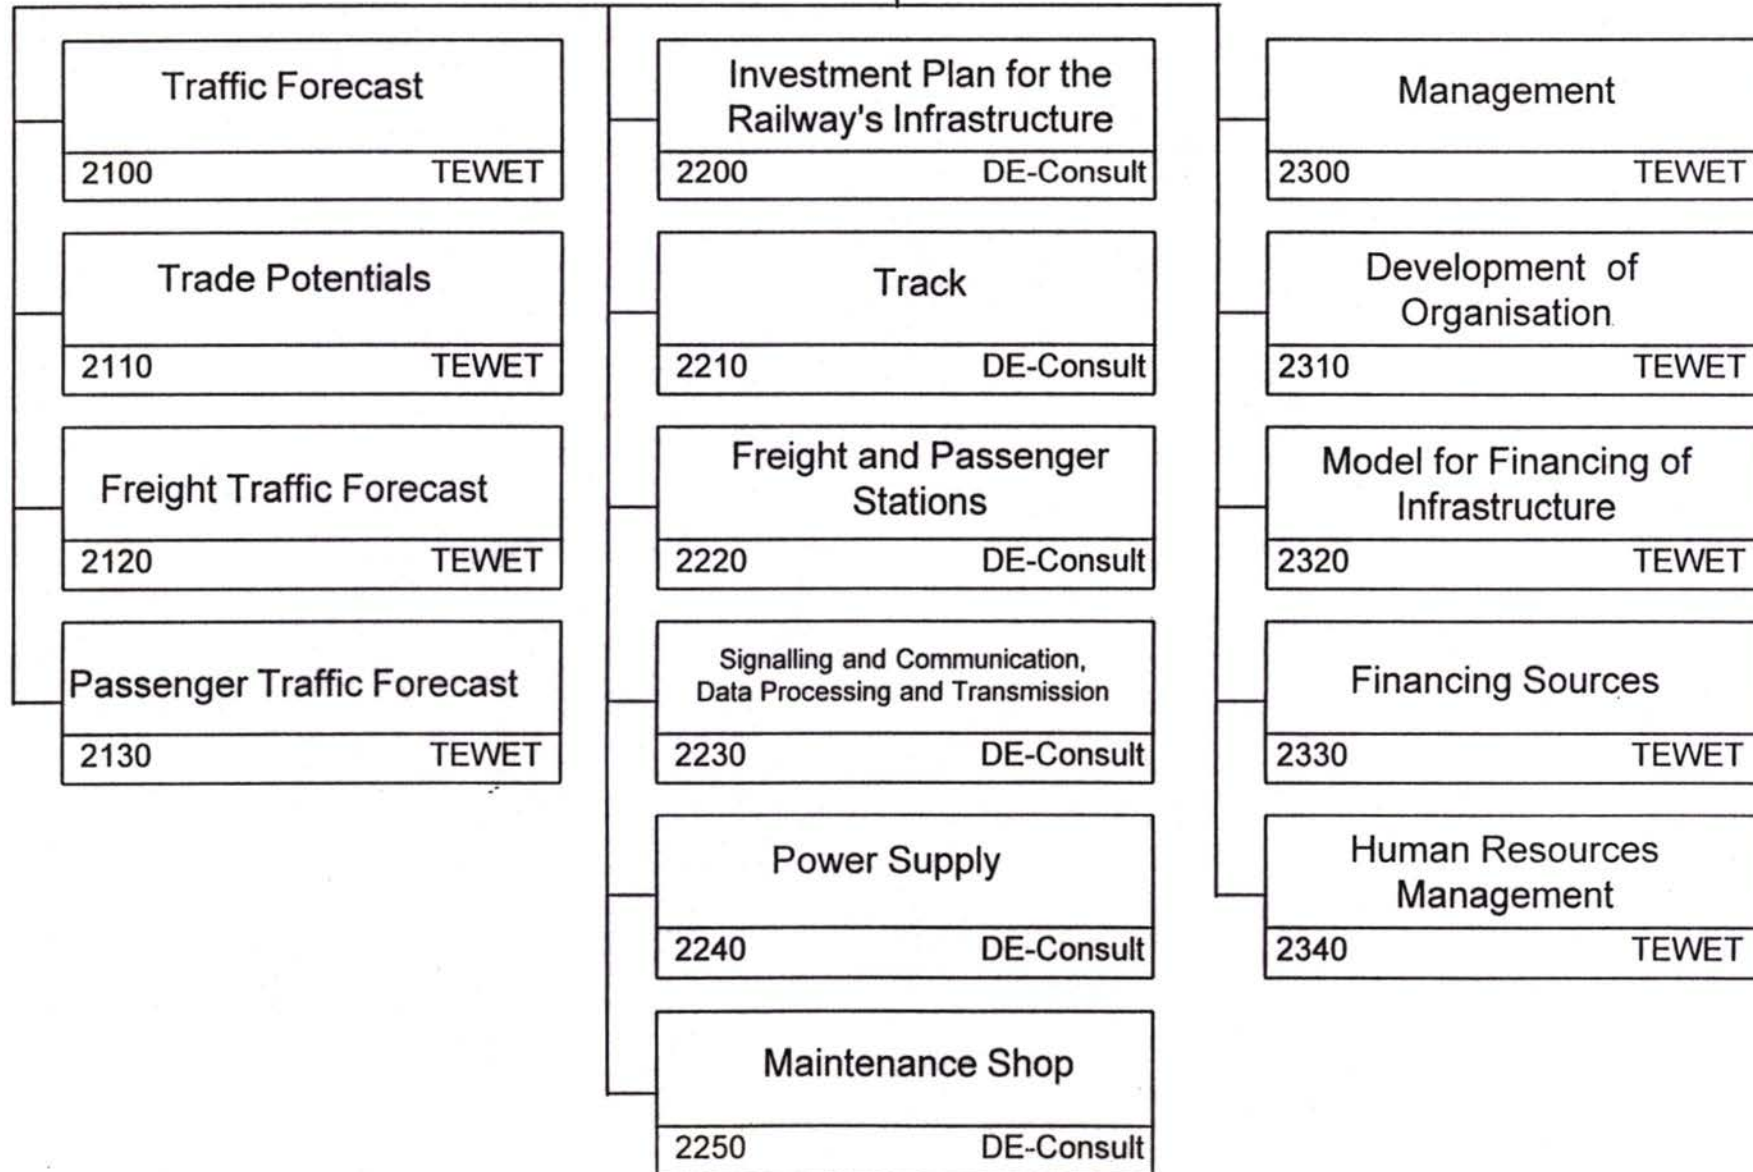 Traffic Forecast
2100 TEWET
Trade Potentials
2110 TEWET
Freight Traffic Forecast
2120 TEWET
Passenger Traffic Forecast
2130 TEWET
Investment Plan for the
Railway's Infrastructure
2200 DE-Consult
Track
2210 DE-Consult
Freight and Passenger
Stations
2220 DE-Consult
Signalling and Communication,
Data Processing and Transmission
2230 DE-Consult
Power Supply
2240 DE-Consult
Maintenance Shop
2250 DE-Consult
Management
2300 TEWET
Development of
Organisation
2310 TEWET
Model for Financing of
Infrastructure
2320 TEWET
Financing Sources
2330 TEWET
Human Resources
Management
2340 TEWET